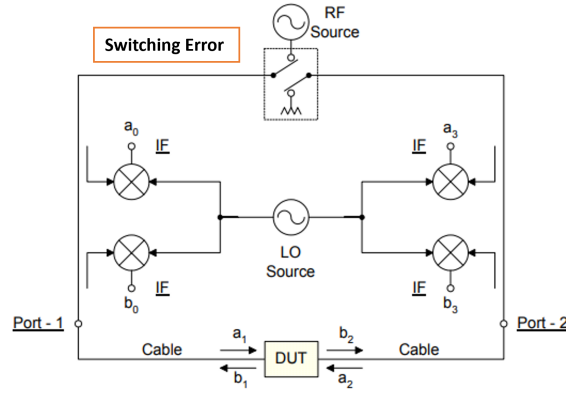 RF
Source
Switching Error
a0
IF
IF
a3
LO
Source
b0
IF
IF
b3
Port - 1
Port - 2
Cable
a1
b1
DUT
b2
a2
Cable